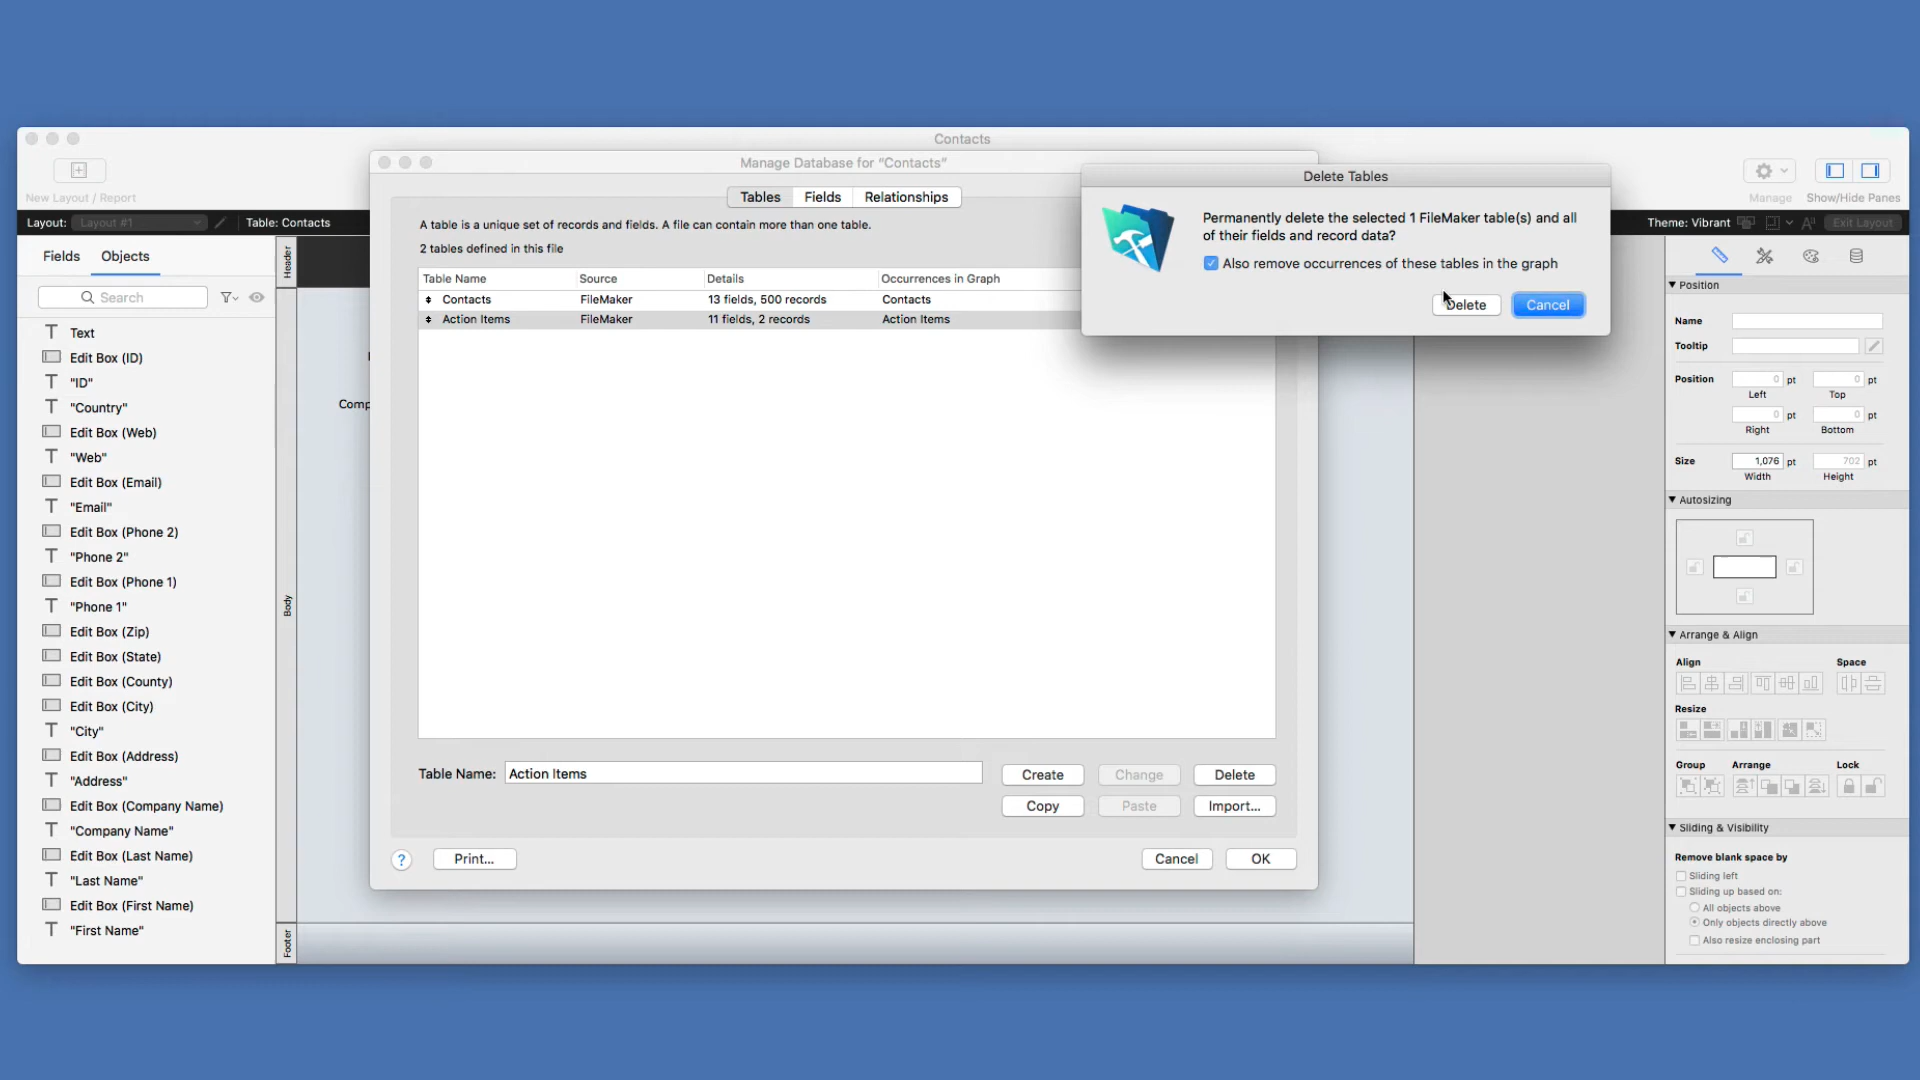 Contacts
New Layout / Report
Manage
Show/Hide Panes
Layout: Layout #1 Table: Contacts
Theme: Vibrant
Exit Layout
Fields Objects
Search
Text
Edit Box (ID)
"ID"
"Country"
Edit Box (Web)
"Web"
Edit Box (Email)
"Email"
Edit Box (Phone 2)
"Phone 2"
Edit Box (Phone 1)
"Phone 1"
Edit Box (Zip)
Edit Box (State)
Edit Box (County)
Edit Box (City)
"City"
Edit Box (Address)
"Address"
Edit Box (Company Name)
"Company Name"
Edit Box (Last Name)
"Last Name"
Edit Box (First Name)
"First Name"
Header
Body
Footer
Comp
Manage Database for "Contacts"
Tables Fields Relationships
A table is a unique set of records and fields. A file can contain more than one table.
2 tables defined in this file
Table Name Source Details Occurrences in Graph
Contacts FileMaker 13 fields, 500 records Contacts
Action Items FileMaker 11 fields, 2 records Action Items
Table Name: Action Items
Create Change Delete
Copy Paste Import...
? Print... Cancel OK
Delete Tables
Permanently delete the selected 1 FileMaker table(s) and all
of their fields and record data?
Also remove occurrences of these tables in the graph
Delete Cancel
Position
Name
Tooltip
Position 0 pt 0 pt
Left Top
0 pt 0 pt
Right Bottom
Size 1,076 pt 702 pt
Width Height
Autosizing
Arrange & Align
Align Space
Resize
Group Arrange Lock
Sliding & Visibility
Remove blank space by
Sliding left
Sliding up based on:
All objects above
Only objects directly above
Also resize enclosing part